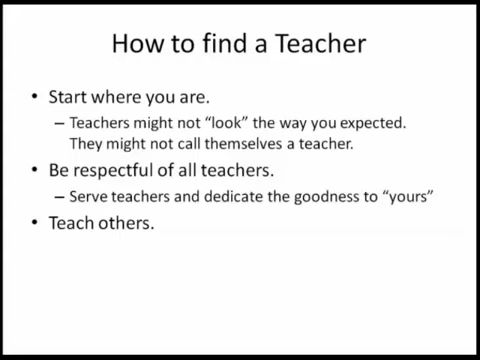 How to find a Teacher
• Start where you are.
– Teachers might not “look” the way you expected.
They might not call themselves a teacher.
• Be respectful of all teachers.
– Serve teachers and dedicate the goodness to “yours”
• Teach others.